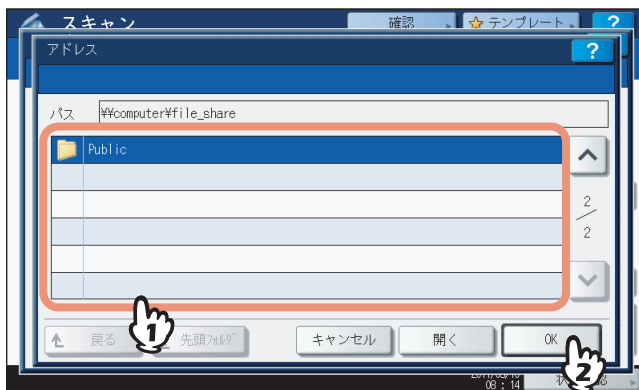 スキャン
確認
テンプレート
?
アドレス
?
パス
¥¥computer¥file_share
Public
2
2
戻る
先頭フォルダ
キャンセル
開く
OK
1
2
08:14